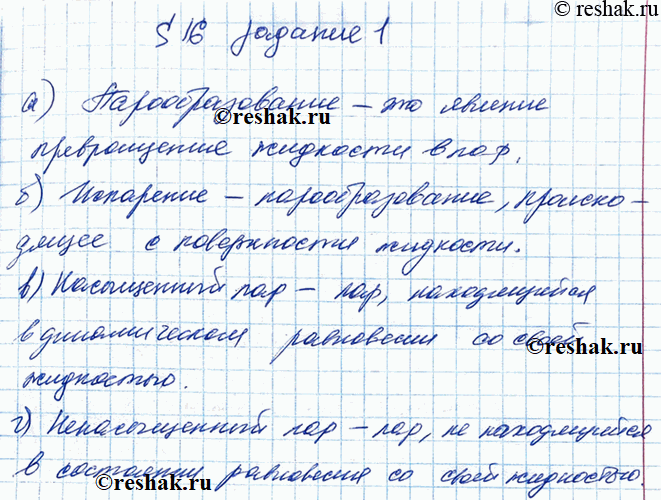 © reshak.ru
§ 16 задание 1
а) Парообразование – это явление
© reshak.ru
превращение жидкости в пар.
б) Испарение – парообразование, происхо-
дящее с поверхности жидкости.
в) Насыщенный пар – пар, находящийся
в динамическом равновесии со своей
© reshak.ru
жидкостью.
г) Ненасыщенный пар – пар, не находящийся
в состоянии равновесия со своей жидкостью.
© reshak.ru